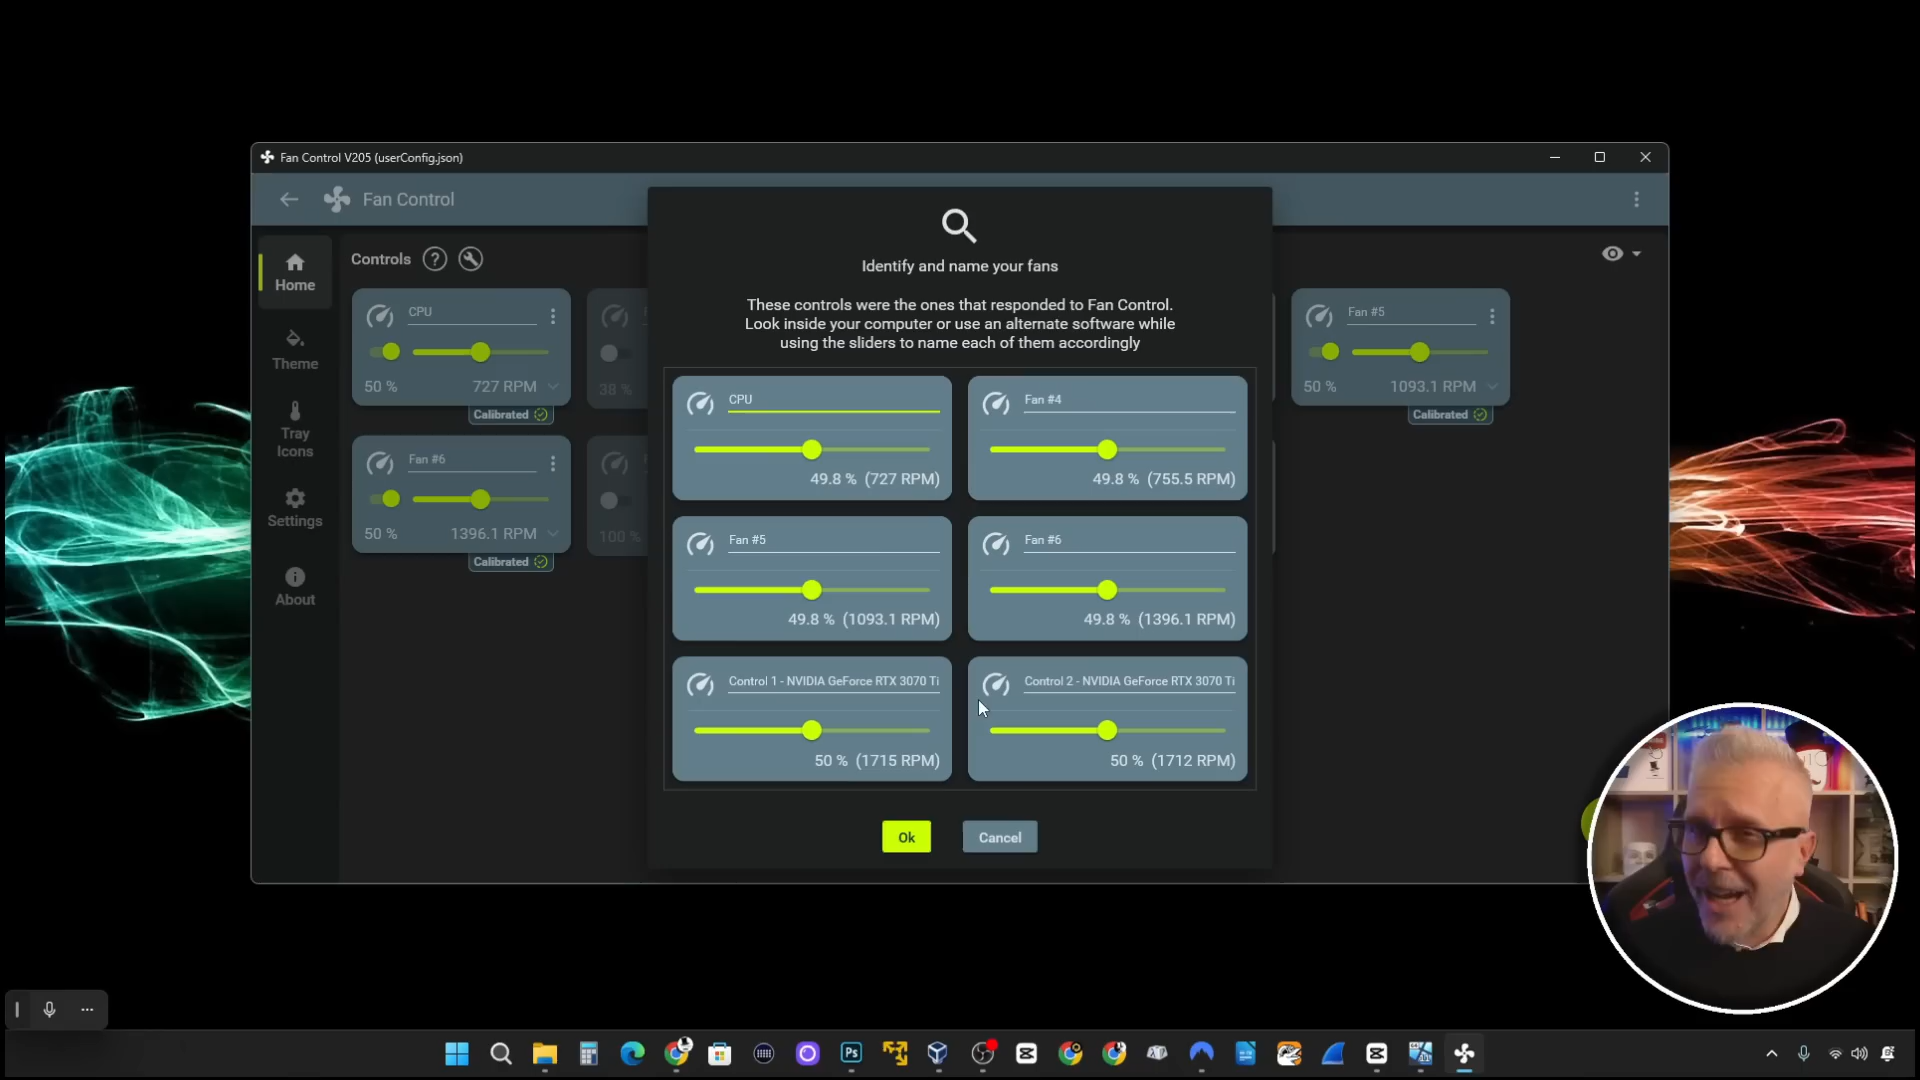 Fan Control V205 (userConfig.json)
Fan Control
Home
Theme
Tray
Icons
Settings
About
Controls
CPU
50 %
727 RPM
Calibrated
38 %
Fan #5
50 %
1093.1 RPM
Calibrated
Fan #6
50 %
1396.1 RPM
Calibrated
100 %
Identify and name your fans
These controls were the ones that responded to Fan Control.
Look inside your computer or use an alternate software while
using the sliders to name each of them accordingly
CPU
49.8 % (727 RPM)
Fan #4
49.8 % (755.5 RPM)
Fan #5
49.8 % (1093.1 RPM)
Fan #6
49.8 % (1396.1 RPM)
Control 1 - NVIDIA GeForce RTX 3070 Ti
50 % (1715 RPM)
Control 2 - NVIDIA GeForce RTX 3070 Ti
50 % (1712 RPM)
Ok
Cancel
Ps